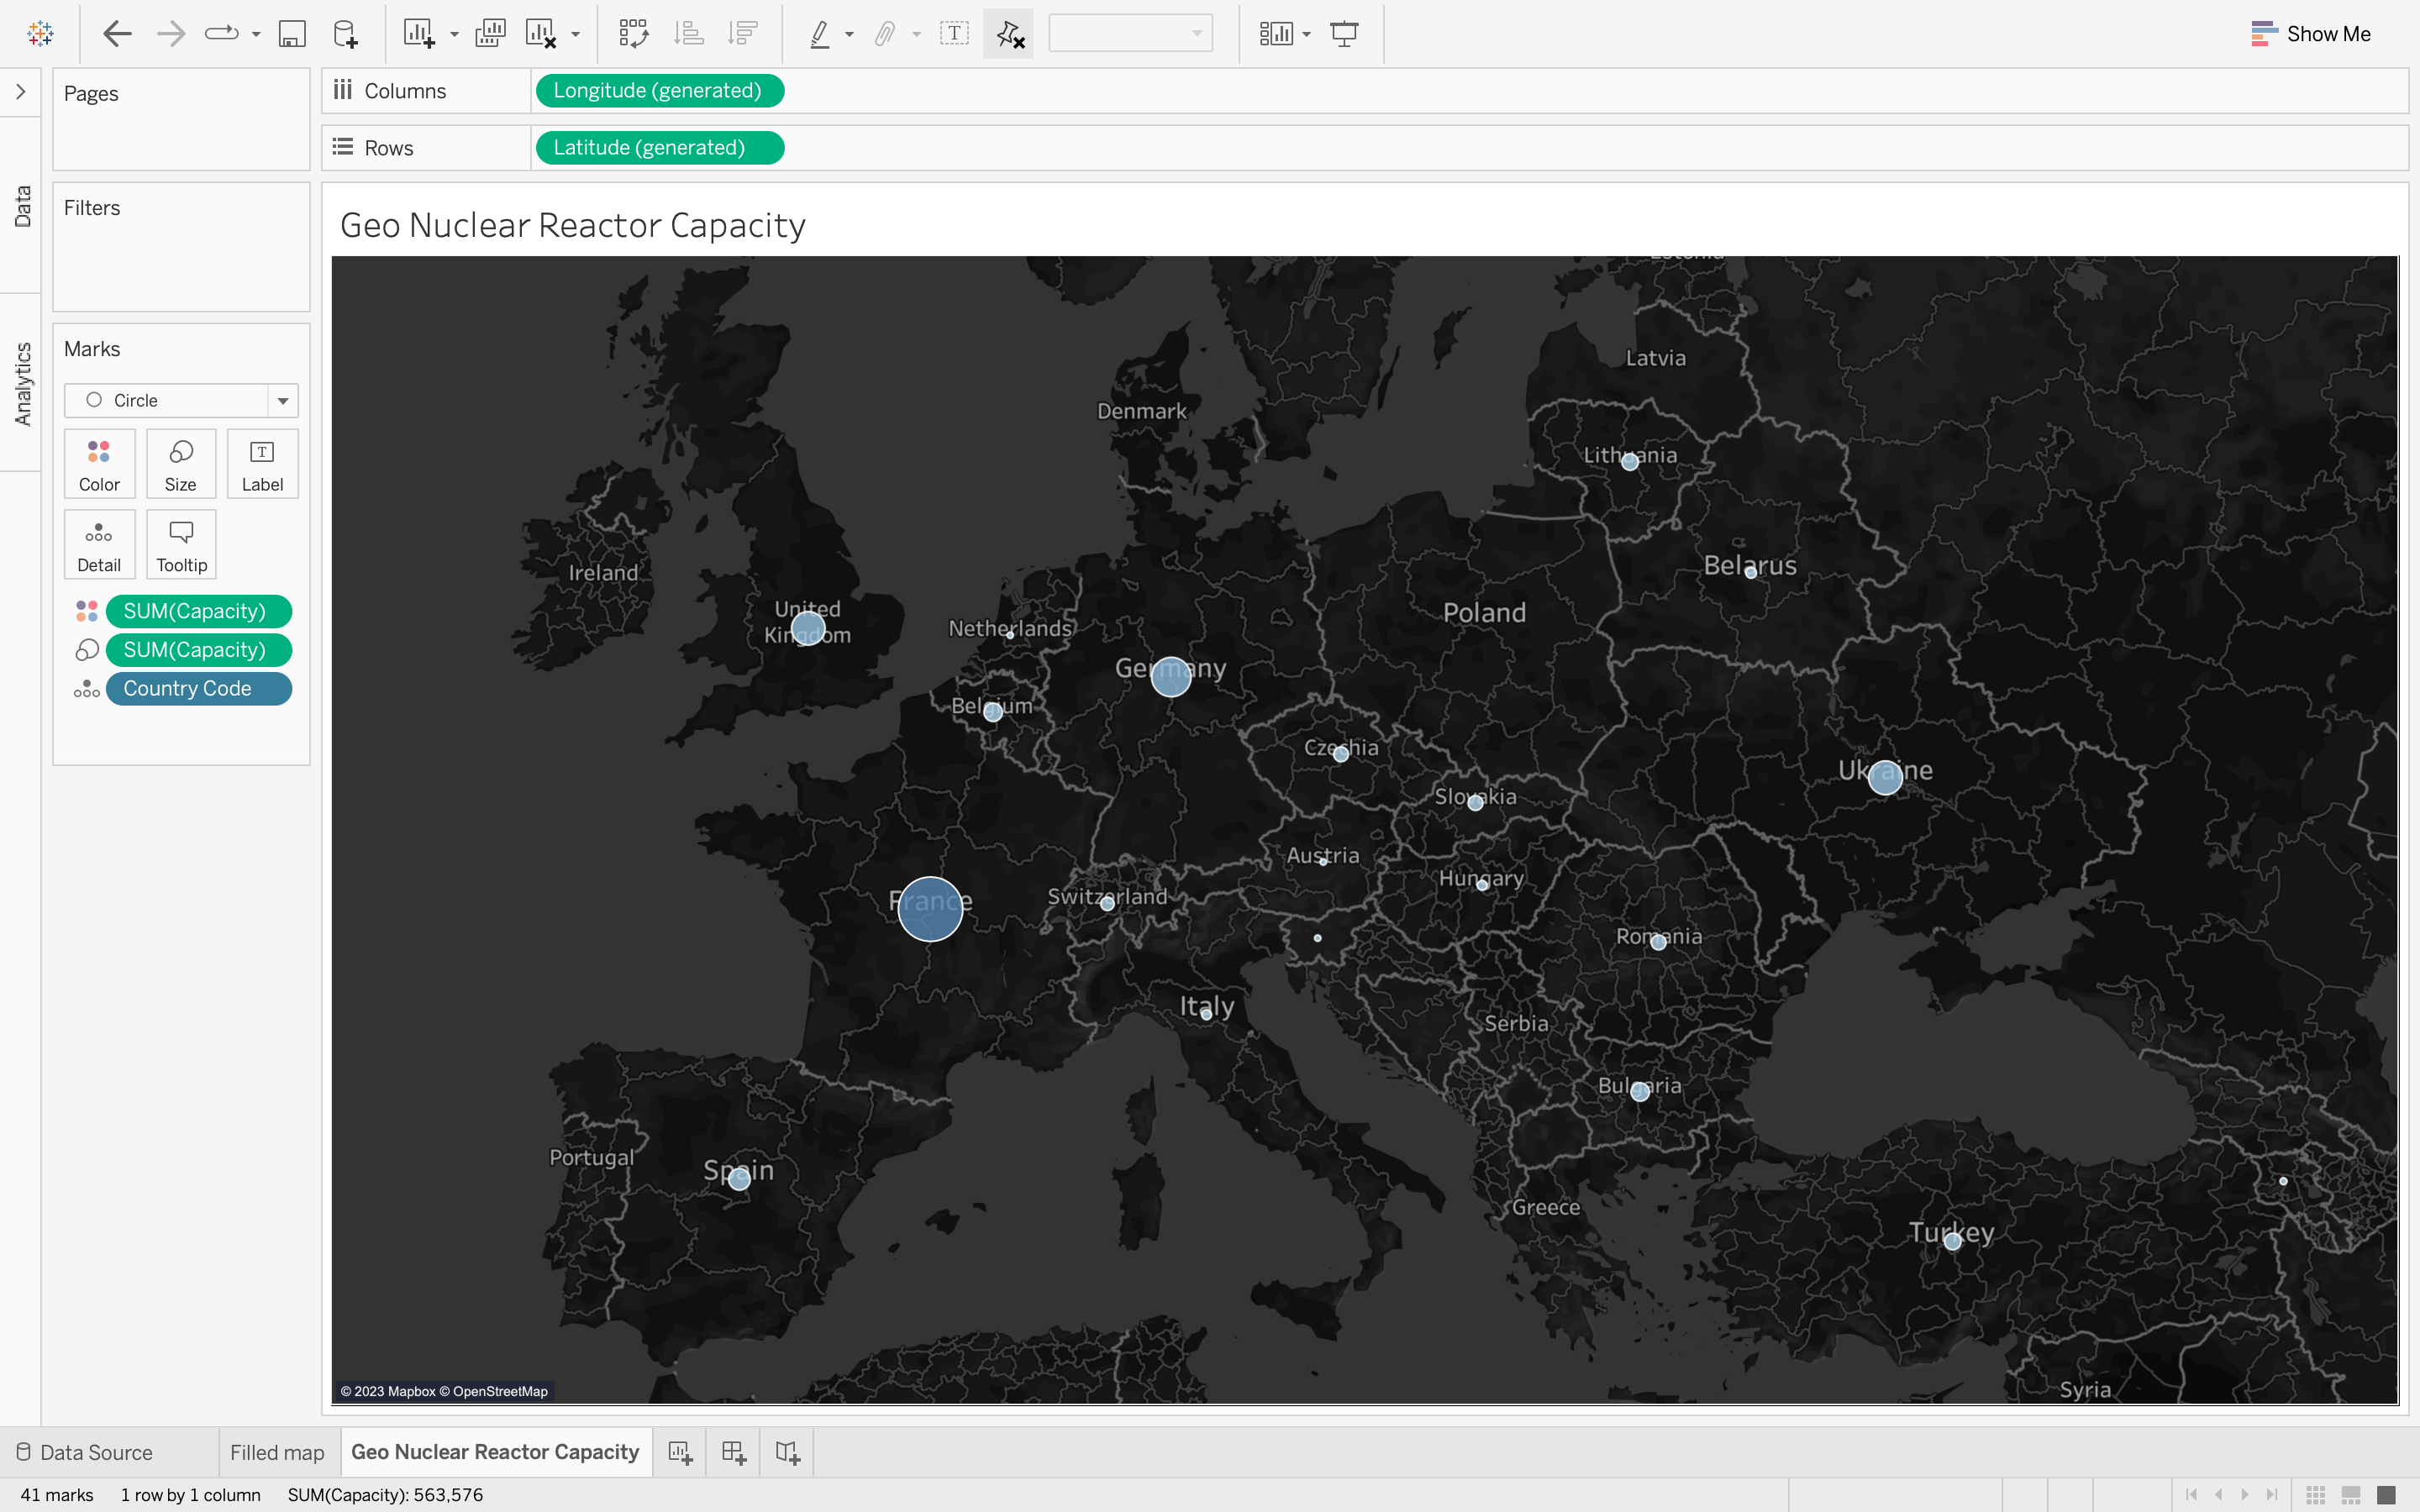 Show Me
Pages
Columns
Longitude (generated)
Rows
Latitude (generated)
Data
Analytics
Filters
Marks
Circle
Color
Size
T
Label
Detail
Tooltip
SUM(Capacity)
SUM(Capacity)
Country Code
Geo Nuclear Reactor Capacity
Estonia
Latvia
Denmark
Lithuania
Belarus
Ireland
United
Kingdom
Netherlands
Poland
Germany
Belgium
Czechia
Ukraine
Slovakia
Austria
Hungary
France
Switzerland
Romania
Italy
Serbia
Bulgaria
Portugal
Spain
Greece
Turkey
Syria
© 2023 Mapbox © OpenStreetMap
Data Source
Filled map
Geo Nuclear Reactor Capacity
41 marks
1 row by 1 column
SUM(Capacity): 563,576